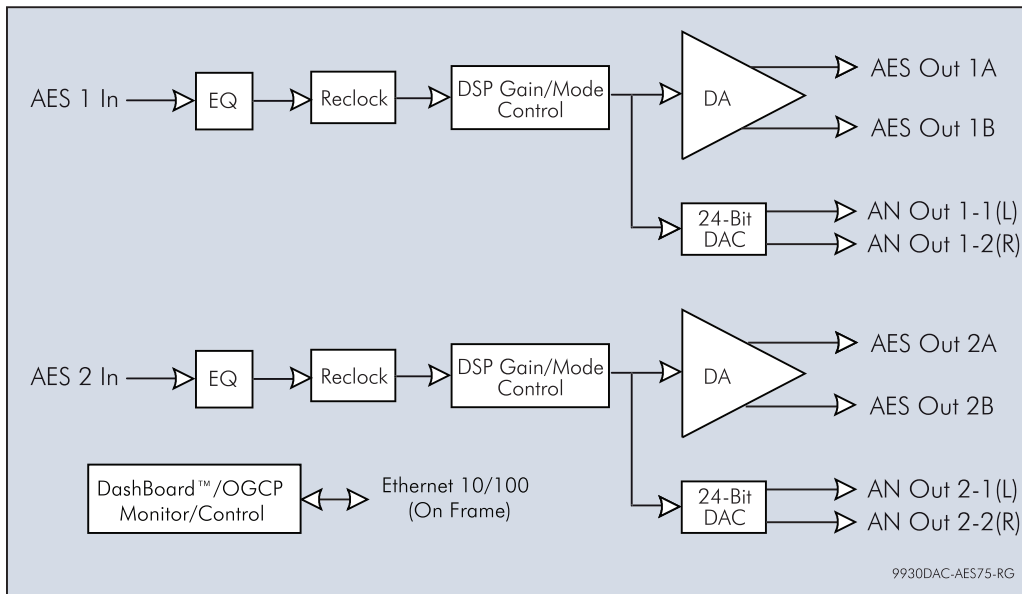 AES 1 In
EQ
Reclock
DSP Gain/Mode
Control
DA
AES Out 1A
AES Out 1B
24-Bit
DAC
AN Out 1-1(L)
AN Out 1-2(R)
AES 2 In
EQ
Reclock
DSP Gain/Mode
Control
DA
AES Out 2A
AES Out 2B
24-Bit
DAC
AN Out 2-1(L)
AN Out 2-2(R)
DashBoard™/OGCP
Monitor/Control
Ethernet 10/100
(On Frame)
9930DAC-AES75-RG